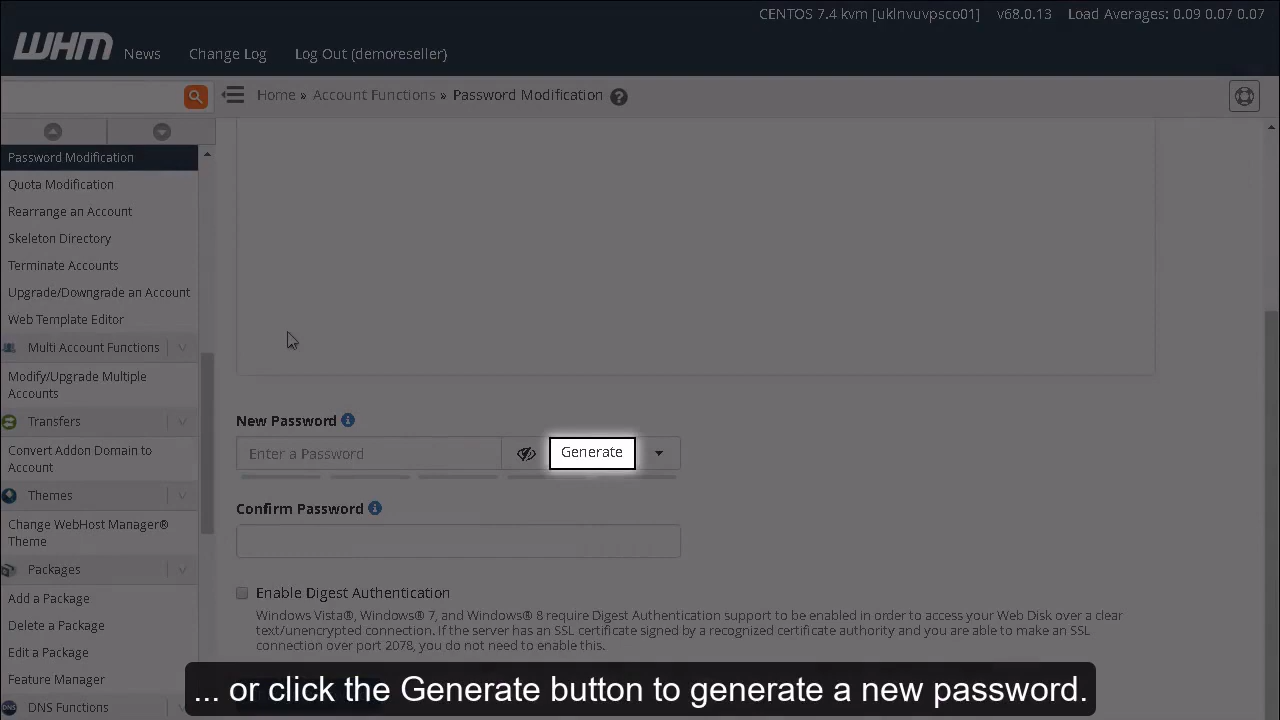 CENTOS 7.4 kvm [uklnvuvpsco01] v68.0.13 Load Averages: 0.09 0.07 0.07
WHM News Change Log Log Out (demoreseller)
Home » Account Functions » Password Modification
Password Modification
Quota Modification
Rearrange an Account
Skeleton Directory
Terminate Accounts
Upgrade/Downgrade an Account
Web Template Editor
Multi Account Functions
Modify/Upgrade Multiple
Accounts
Transfers
Convert Addon Domain to
Account
Themes
Change WebHost Manager®
Theme
Packages
Add a Package
Delete a Package
Edit a Package
Feature Manager
DNS Functions
New Password
Enter a Password Generate
Confirm Password
Enable Digest Authentication
Windows Vista®, Windows® 7, and Windows® 8 require Digest Authentication support to be enabled in order to access your Web Disk over a clear
text/unencrypted connection. If the server has an SSL certificate signed by a recognized certificate authority and you are able to make an SSL
connection over port 2078, you do not need to enable this.
... or click the Generate button to generate a new password.